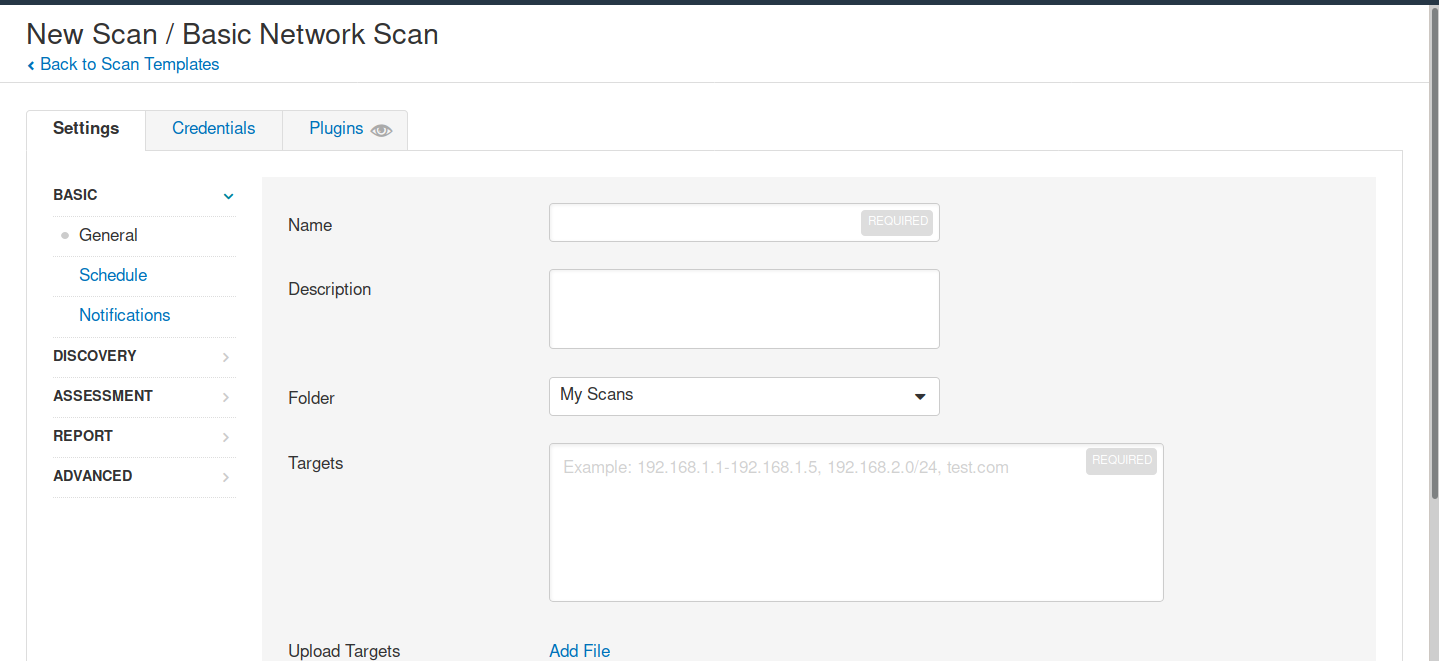 New Scan / Basic Network Scan
‹ Back to Scan Templates
Settings
Credentials
Plugins
BASIC
General
Schedule
Notifications
DISCOVERY
ASSESSMENT
REPORT
ADVANCED
Name
REQUIRED
Description
Folder
My Scans
Targets
Example: 192.168.1.1-192.168.1.5, 192.168.2.0/24, test.com
REQUIRED
Upload Targets
Add File